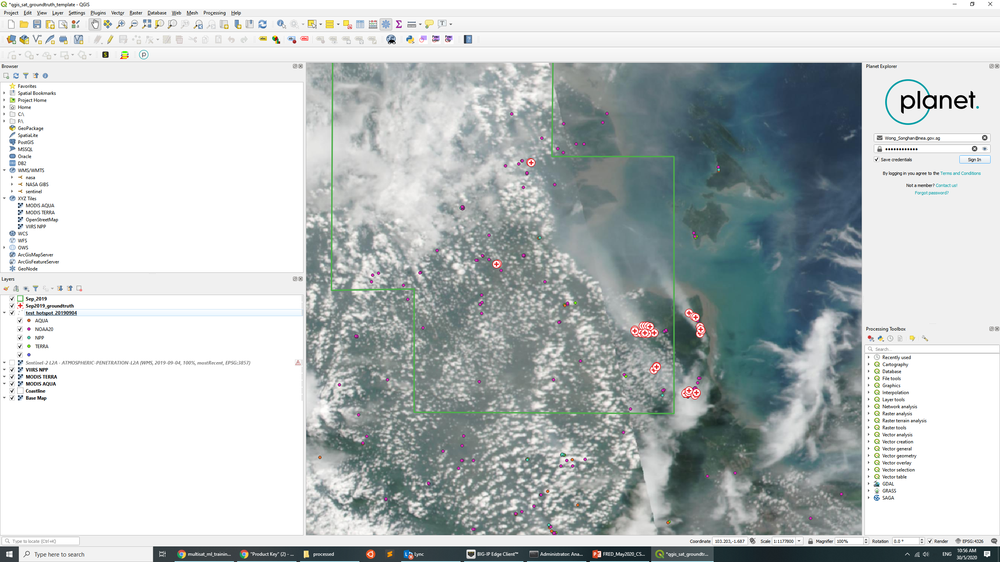 *qgis_sat_groundtruth_template - QGIS
Project Edit View Layer Settings Plugins Vector Raster Database Web Mesh Processing Help
abc ab abc Prev Inter Prev Clip
Browser
Favorites
Spatial Bookmarks
Project Home
Home
C:\
F:\
GeoPackage
SpatiaLite
PostGIS
MSSQL
Oracle
DB2
WMS/WMTS
nasa
NASA GIBS
sentinel
XYZ Tiles
MODIS AQUA
MODIS TERRA
OpenStreetMap
VIIRS NPP
WCS
WFS
OWS
ArcGisMapServer
ArcGisFeatureServer
GeoNode
Layers
Sep_2019
Sep2019_groundtruth
test_hotspot_20190904
AQUA
NOAA20
NPP
TERRA
Sentinel-2 L2A - ATMOSPHERIC-PENETRATION-L2A (WMS, 2019-09-04, 100%, mostRecent, EPSG:3857)
VIIRS NPP
MODIS TERRA
MODIS AQUA
Coastline
Base Map
Planet Explorer
planet.
Wong_Songhan@nea.gov.sg
Save credentials
Sign In
By logging in you agree to the Terms and Conditions
Not a member? Contact us!
Forgot password?
Processing Toolbox
Search...
Recently used
Cartography
Database
File tools
Graphics
Interpolation
Layer tools
Network analysis
Raster analysis
Raster terrain analysis
Raster tools
Vector analysis
Vector creation
Vector general
Vector geometry
Vector overlay
Vector selection
Vector table
GDAL
GRASS
SAGA
Type to locate (Ctrl+K)
Coordinate 103.203,-1.687 Scale 1:1177800 Magnifier 100% Rotation 0.0 ° Render EPSG:4326
Type here to search
multisat_ml_trainin...
"Product Key" (2) - ...
processed
Lync
BIG-IP Edge Client™
Administrator: Ana...
FRED_May2020_CS...
*qgis_sat_groundtr...
ENG
10:56 AM
30/5/2020